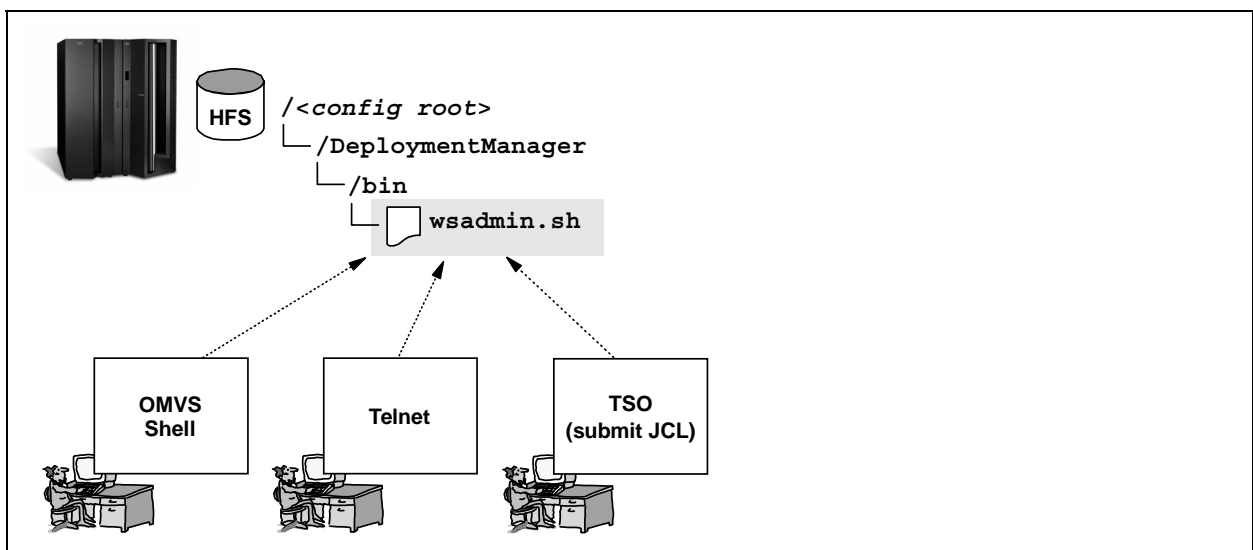 HFS
/<config root>
/DeploymentManager
/bin
wsadmin.sh
OMVS
Shell
Telnet
TSO
(submit JCL)